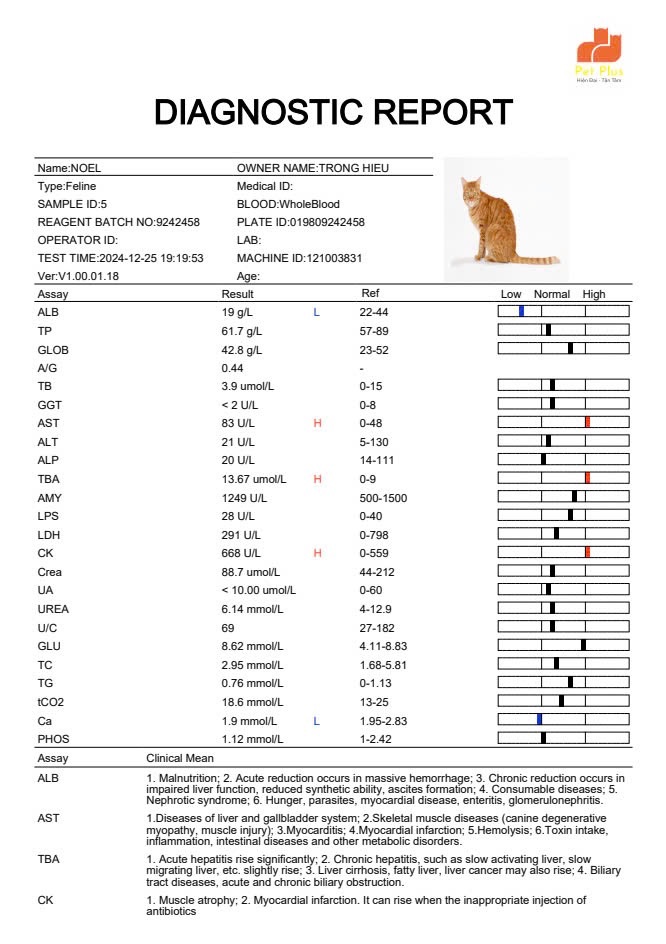 Pet Plus
Hiện Đại - Tận Tâm
DIAGNOSTIC REPORT
Name:NOEL OWNER NAME:TRONG HIEU
Type:Feline Medical ID:
SAMPLE ID:5 BLOOD:WholeBlood
REAGENT BATCH NO:9242458 PLATE ID:019809242458
OPERATOR ID: LAB:
TEST TIME:2024-12-25 19:19:53 MACHINE ID:121003831
Ver:V1.00.01.18 Age:
Assay Result Ref Low Normal High
ALB 19 g/L L 22-44
TP 61.7 g/L 57-89
GLOB 42.8 g/L 23-52
A/G 0.44 -
TB 3.9 umol/L 0-15
GGT < 2 U/L 0-8
AST 83 U/L H 0-48
ALT 21 U/L 5-130
ALP 20 U/L 14-111
TBA 13.67 umol/L H 0-9
AMY 1249 U/L 500-1500
LPS 28 U/L 0-40
LDH 291 U/L 0-798
CK 668 U/L H 0-559
Crea 88.7 umol/L 44-212
UA < 10.00 umol/L 0-60
UREA 6.14 mmol/L 4-12.9
U/C 69 27-182
GLU 8.62 mmol/L 4.11-8.83
TC 2.95 mmol/L 1.68-5.81
TG 0.76 mmol/L 0-1.13
tCO2 18.6 mmol/L 13-25
Ca 1.9 mmol/L L 1.95-2.83
PHOS 1.12 mmol/L 1-2.42
Assay Clinical Mean
ALB 1. Malnutrition; 2. Acute reduction occurs in massive hemorrhage; 3. Chronic reduction occurs in
impaired liver function, reduced synthetic ability, ascites formation; 4. Consumable diseases; 5.
Nephrotic syndrome; 6. Hunger, parasites, myocardial disease, enteritis, glomerulonephritis.
AST 1.Diseases of liver and gallbladder system; 2.Skeletal muscle diseases (canine degenerative
myopathy, muscle injury); 3.Myocarditis; 4.Myocardial infarction; 5.Hemolysis; 6.Toxin intake,
inflammation, intestinal diseases and other metabolic disorders.
TBA 1. Acute hepatitis rise significantly; 2. Chronic hepatitis, such as slow activating liver, slow
migrating liver, etc. slightly rise; 3. Liver cirrhosis, fatty liver, liver cancer may also rise; 4. Biliary
tract diseases, acute and chronic biliary obstruction.
CK 1. Muscle atrophy; 2. Myocardial infarction. It can rise when the inappropriate injection of
antibiotics